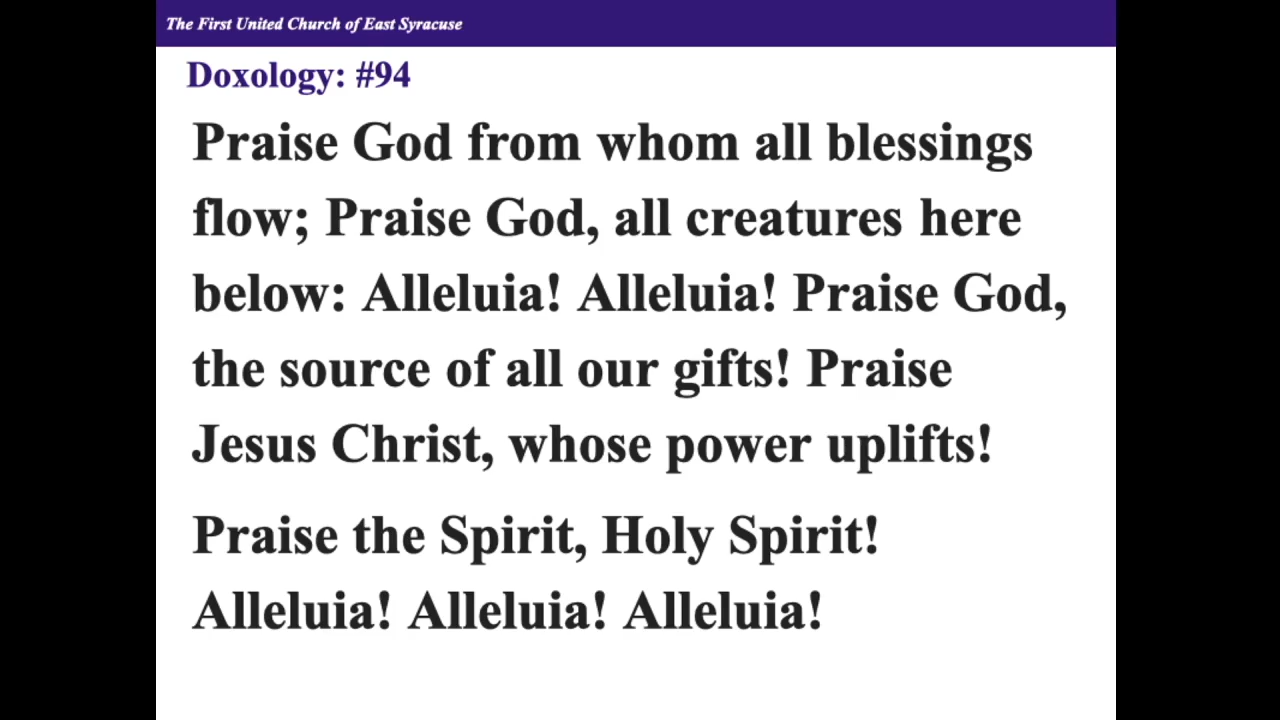 The First United Church of East Syracuse
Doxology: #94
Praise God from whom all blessings
flow; Praise God, all creatures here
below: Alleluia! Alleluia! Praise God,
the source of all our gifts! Praise
Jesus Christ, whose power uplifts!
Praise the Spirit, Holy Spirit!
Alleluia! Alleluia! Alleluia!